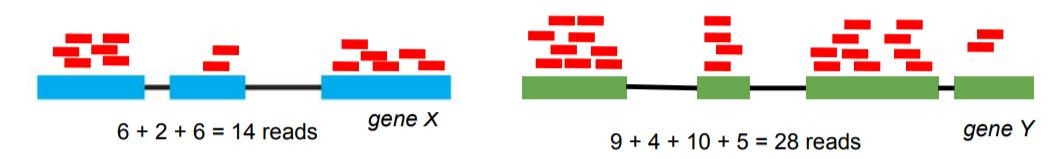 gene X
6 + 2 + 6 = 14 reads
gene Y
9 + 4 + 10 + 5 = 28 reads